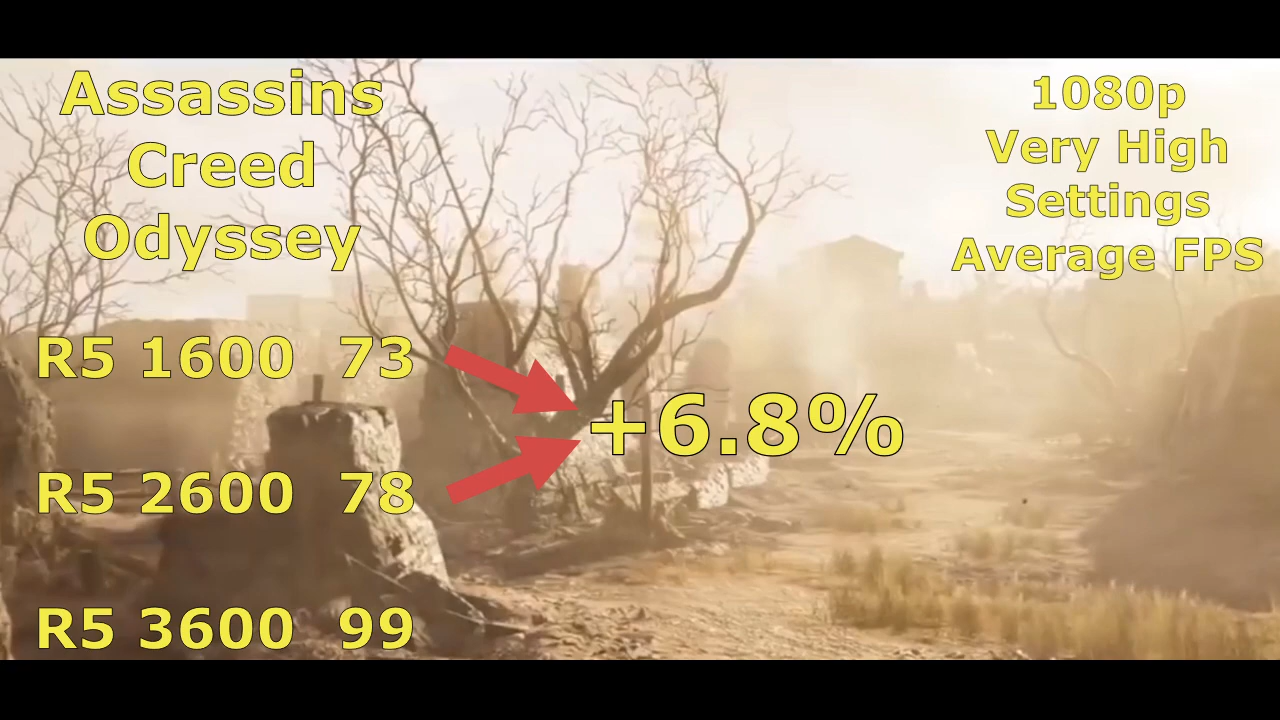 Assassins
Creed
Odyssey
1080p
Very High
Settings
Average FPS
R5 1600 73
+6.8%
R5 2600 78
R5 3600 99